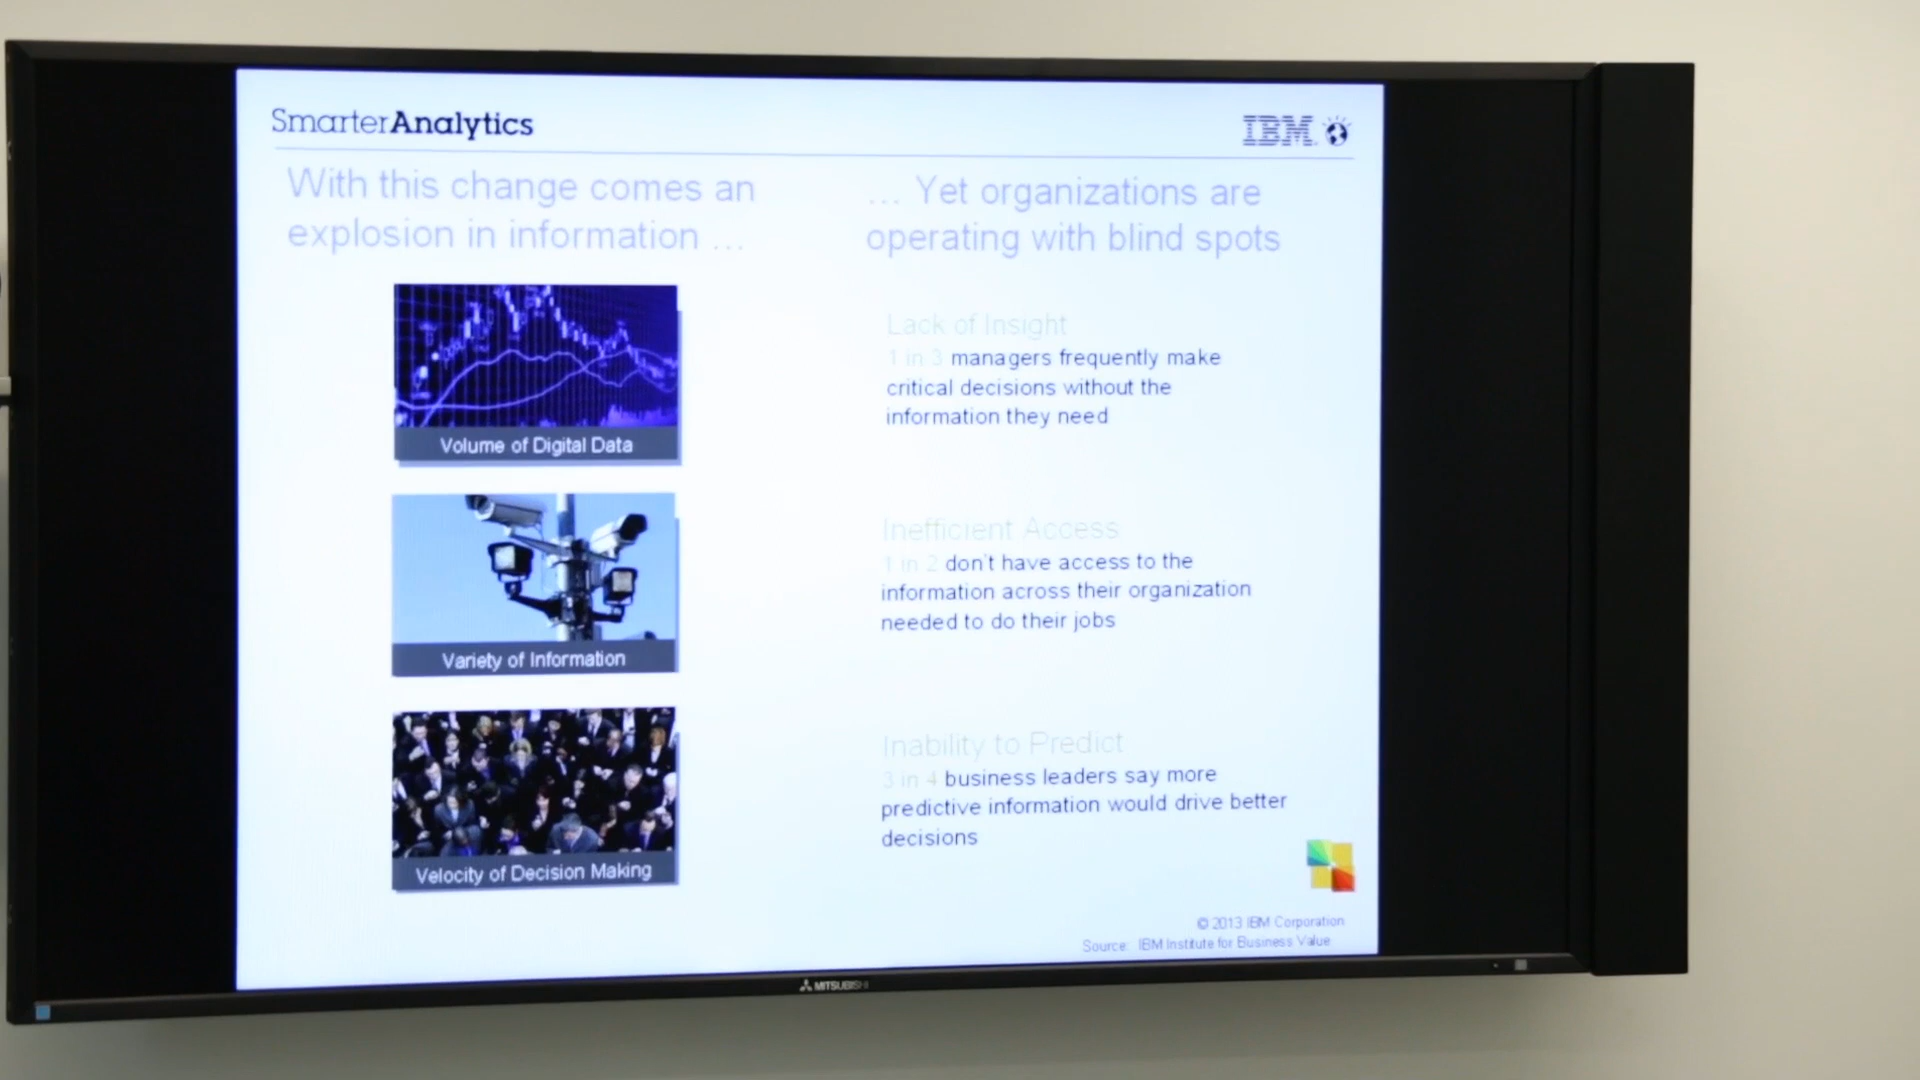 SmarterAnalytics
IBM
With this change comes an
explosion in information ...
Volume of Digital Data
Variety of Information
Velocity of Decision Making
... Yet organizations are
operating with blind spots
Lack of Insight
1 in 3 managers frequently make
critical decisions without the
information they need
Inefficient Access
1 in 2 don't have access to the
information across their organization
needed to do their jobs
Inability to Predict
3 in 4 business leaders say more
predictive information would drive better
decisions
© 2013 IBM Corporation
Source: IBM Institute for Business Value
MITSUBISHI